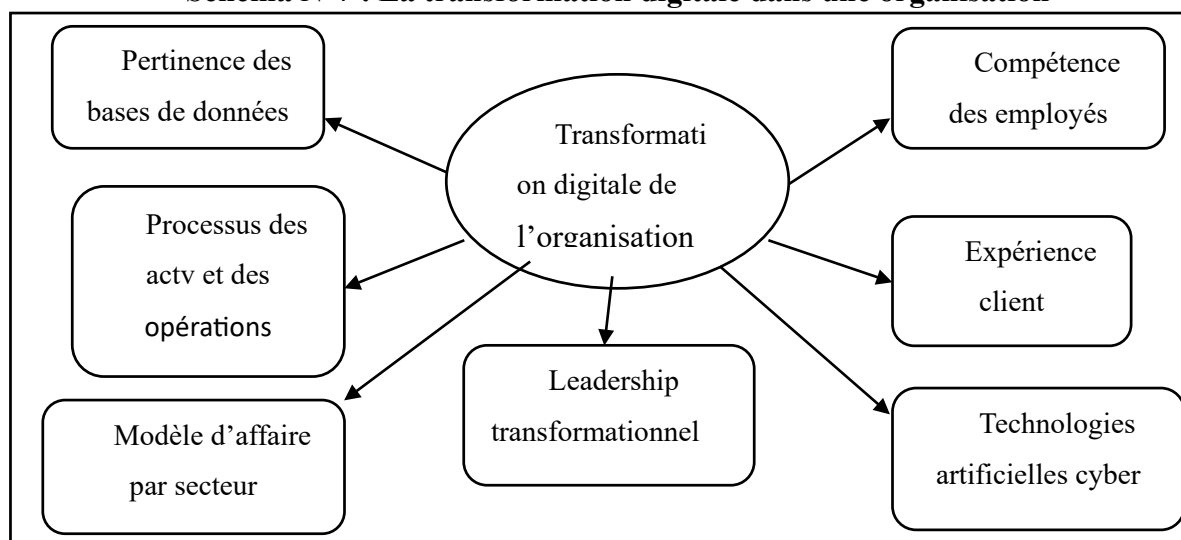 Pertinence des
bases de données
Compétence
des employés
Transformati
on digitale de
l’organisation
Processus des
actv et des
opérations
Expérience
client
Leadership
transformationnel
Modèle d’affaire
par secteur
Technologies
artificielles cyber